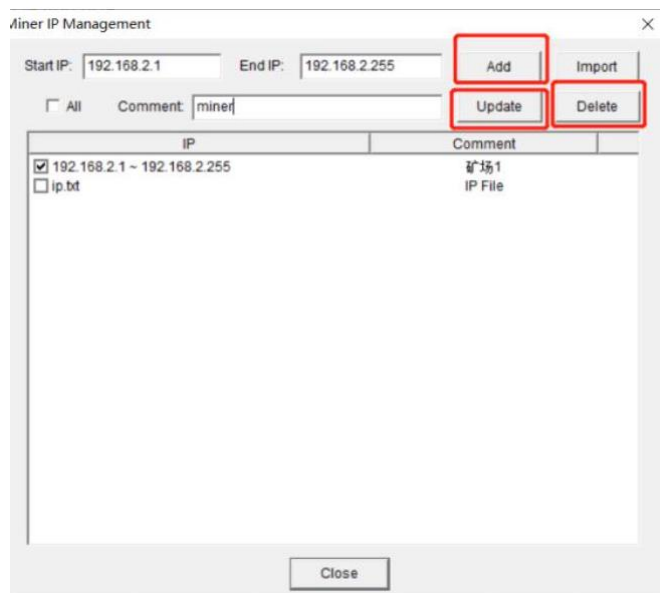 Miner IP Management
Start IP: 192.168.2.1 End IP: 192.168.2.255 Add Import
All Comment: miner Update Delete
IP Comment
192.168.2.1 ~ 192.168.2.255 矿场1
ip.txt IP File
Close